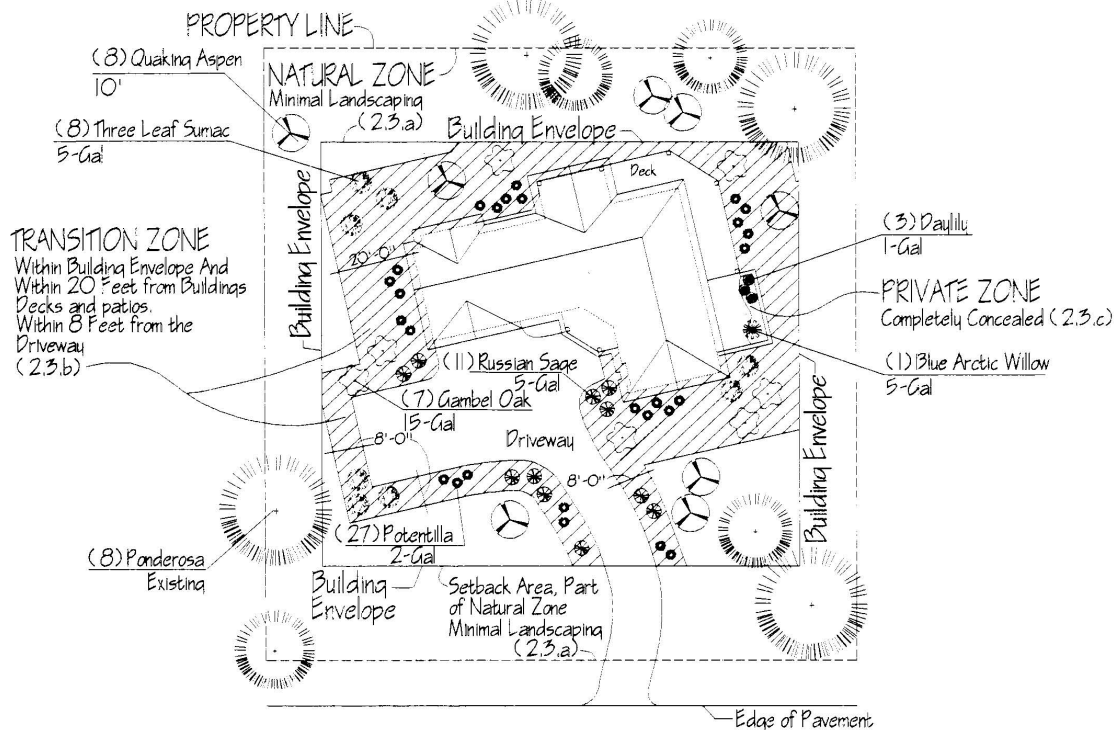 PROPERTY LINE
(8) Quaking Aspen
10'
NATURAL ZONE
Minimal Landscaping
(2.3.a)
Building Envelope
(8) Three Leaf Sumac
5-Gal
Deck
Building Envelope
TRANSITION ZONE
Within Building Envelope And
Within 20 Feet from Buildings
Decks and patios.
Within 8 Feet from the
Driveway
(2.3.b)
20'-0"
(3) Daylily
1-Gal
PRIVATE ZONE
Completely Concealed (2.3.c)
(1) Blue Arctic Willow
5-Gal
(11) Russian Sage
5-Gal
(7) Gambel Oak
15-Gal
8'-0"
Driveway
8'-0"
Building Envelope
(27) Potentilla
2-Gal
(8) Ponderosa
Existing
Building
Envelope
Setback Area, Part
of Natural Zone
Minimal Landscaping
(2.3.a)
Edge of Pavement